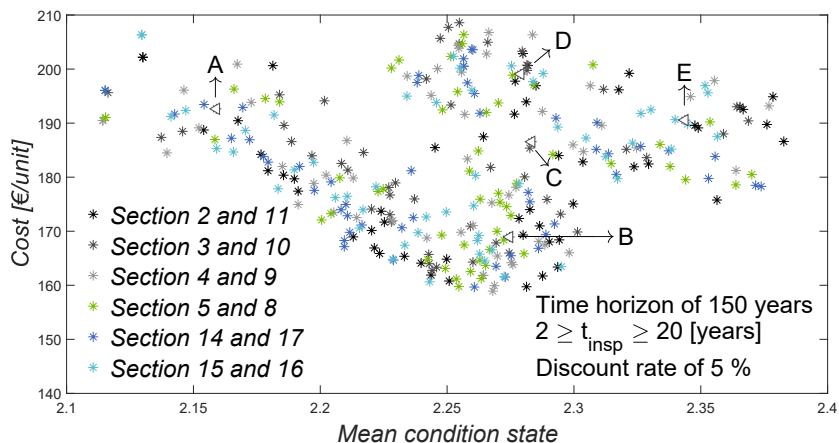 210
200
190
180
170
160
150
140
Cost [€/unit]
2.1
2.15
2.2
2.25
2.3
2.35
2.4
Mean condition state
A
D
E
C
B
Section 2 and 11
Section 3 and 10
Section 4 and 9
Section 5 and 8
Section 14 and 17
Section 15 and 16
Time horizon of 150 years
2 ≥ t_insp ≥ 20 [years]
Discount rate of 5 %